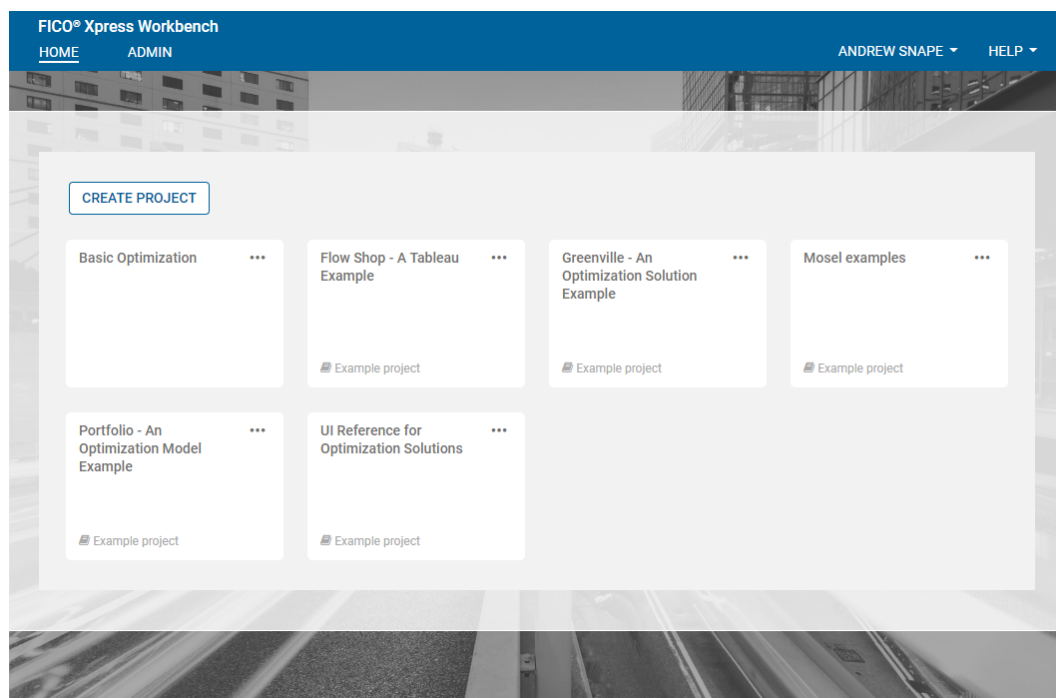 FICO® Xpress Workbench
HOME
ADMIN
ANDREW SNAPE
HELP
CREATE PROJECT
Basic Optimization
Flow Shop - A Tableau
Example
Example project
Greenville - An
Optimization Solution
Example
Example project
Mosel examples
Example project
Portfolio - An
Optimization Model
Example
Example project
UI Reference for
Optimization Solutions
Example project